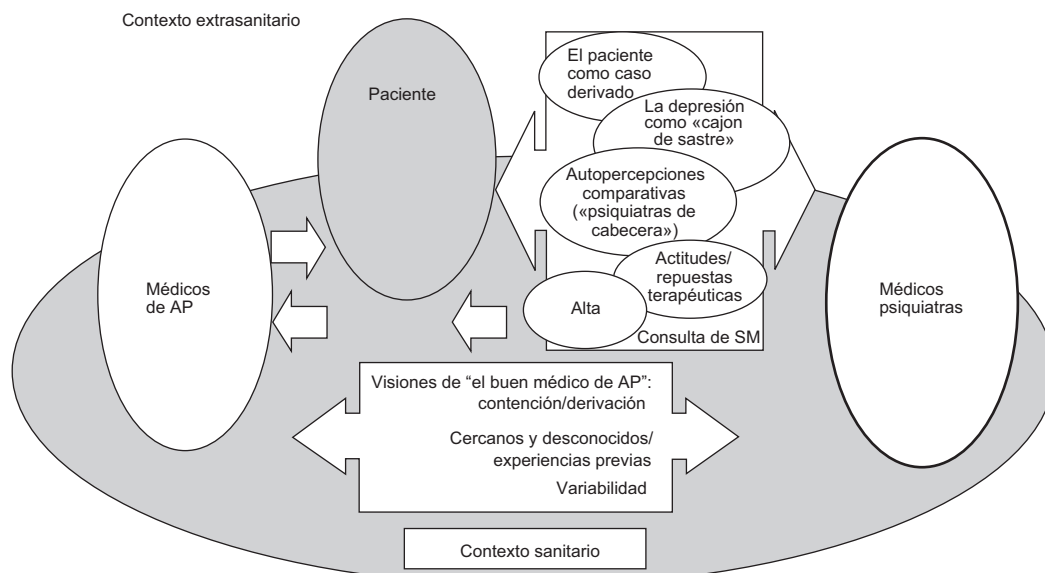 Contexto extrasanitario
Paciente
El paciente
como caso
derivado
La depresión
como «cajon
de sastre»
Autopercepciones
comparativas
(«psiquiatras de
cabecera»)
Actitudes/
repuestas
terapéuticas
Alta
Consulta de SM
Médicos
de AP
Médicos
psiquiatras
Visiones de "el buen médico de AP":
contención/derivación
Cercanos y desconocidos/
experiencias previas
Variabilidad
Contexto sanitario